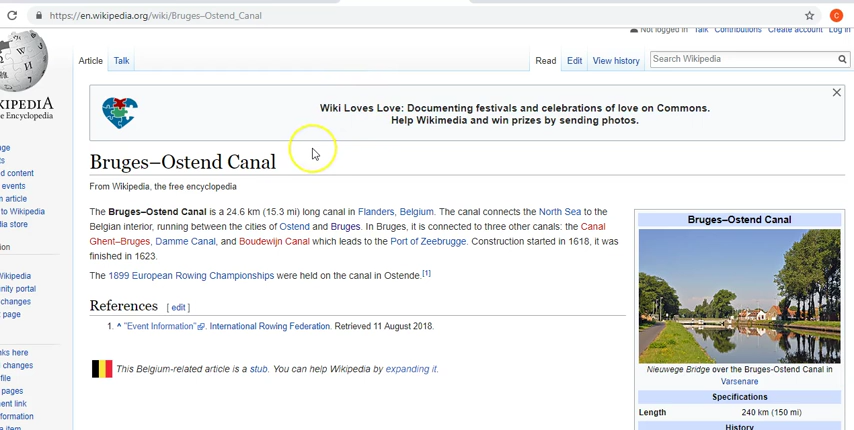 https://en.wikipedia.org/wiki/Bruges–Ostend_Canal
C
Not logged in Talk Contributions Create account Log in
Article Talk Read Edit View history Search Wikipedia
W
KIPEDIA
e Encyclopedia
Wiki Loves Love: Documenting festivals and celebrations of love on Commons.
Help Wikimedia and win prizes by sending photos.
Bruges–Ostend Canal
From Wikipedia, the free encyclopedia
The Bruges–Ostend Canal is a 24.6 km (15.3 mi) long canal in Flanders, Belgium. The canal connects the North Sea to the
Belgian interior, running between the cities of Ostend and Bruges. In Bruges, it is connected to three other canals: the Canal
Ghent–Bruges, Damme Canal, and Boudewijn Canal which leads to the Port of Zeebrugge. Construction started in 1618, it was
finished in 1623.
The 1899 European Rowing Championships were held on the canal in Ostende.[1]
References [ edit ]
1. ^ "Event Information". International Rowing Federation. Retrieved 11 August 2018.
This Belgium-related article is a stub. You can help Wikipedia by expanding it.
Bruges–Ostend Canal
Nieuwege Bridge over the Bruges-Ostend Canal in
Varsenare
Specifications
Length 240 km (150 mi)
History
age
ts
d content
events
n article
to Wikipedia
dia store
ion
Wikipedia
unity portal
changes
page
nks here
changes
file
pages
nent link
formation